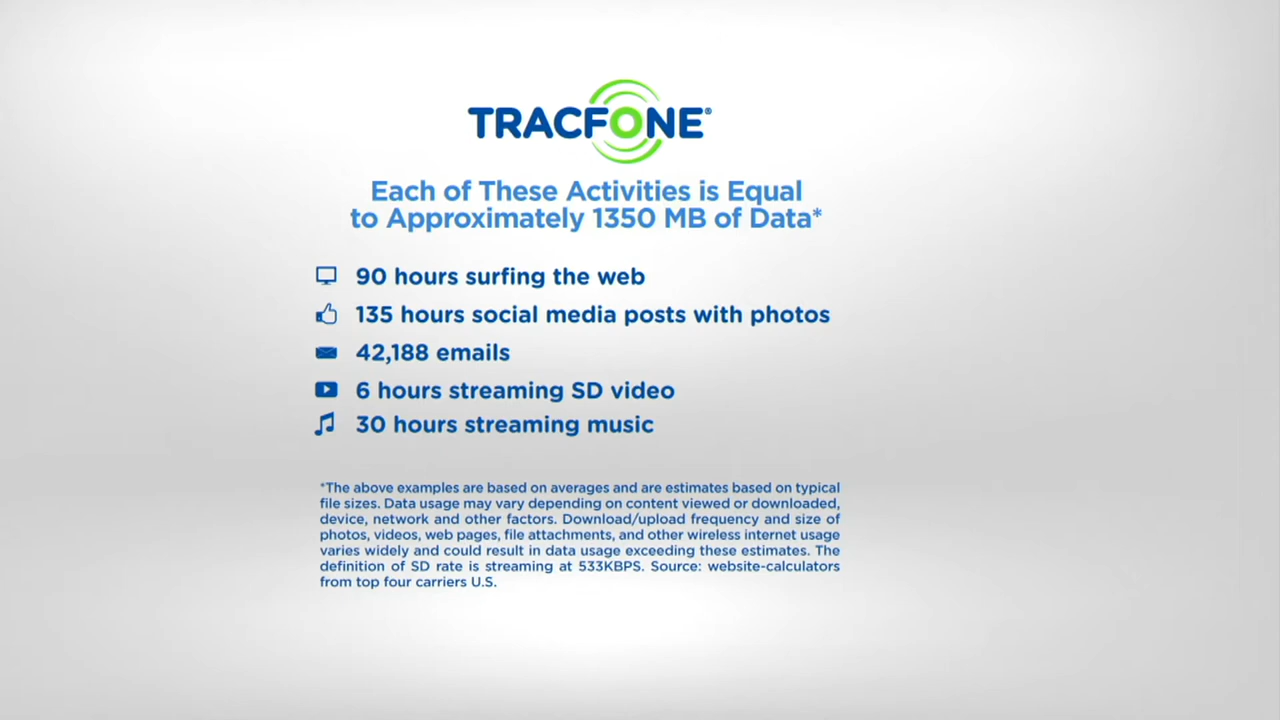 TRACFONE®
Each of These Activities is Equal
to Approximately 1350 MB of Data*
90 hours surfing the web
135 hours social media posts with photos
42,188 emails
6 hours streaming SD video
30 hours streaming music
*The above examples are based on averages and are estimates based on typical
file sizes. Data usage may vary depending on content viewed or downloaded,
device, network and other factors. Download/upload frequency and size of
photos, videos, web pages, file attachments, and other wireless internet usage
varies widely and could result in data usage exceeding these estimates. The
definition of SD rate is streaming at 533KBPS. Source: website-calculators
from top four carriers U.S.